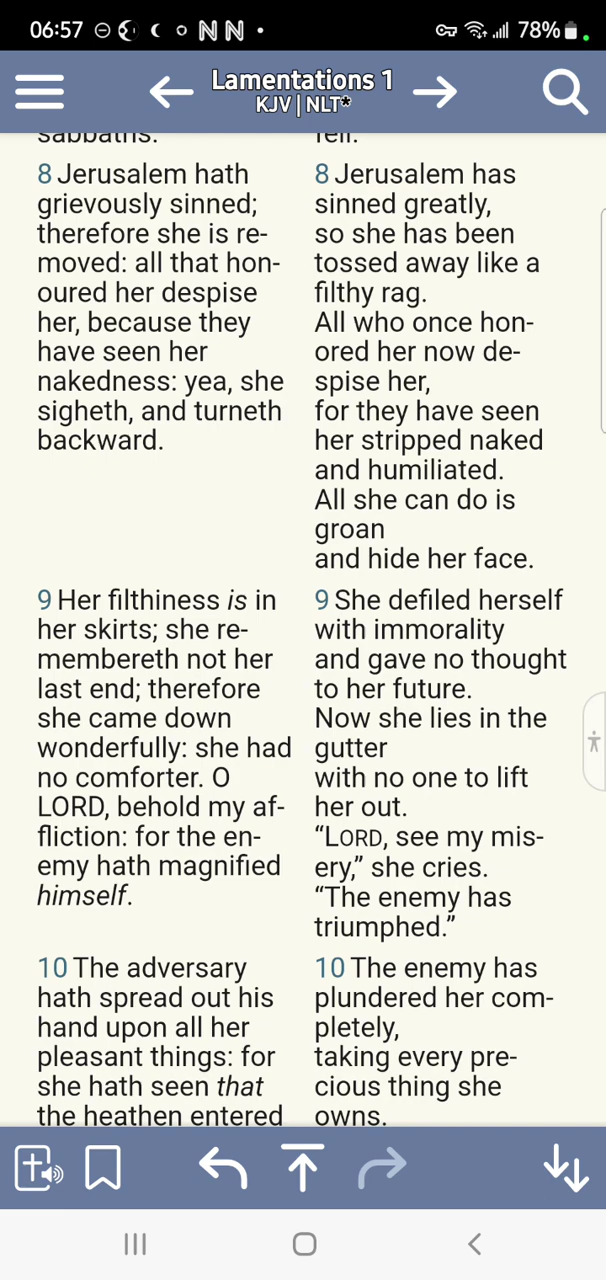 06:57
78%
Lamentations 1
KJV | NLT*
sabbaths.
8 Jerusalem hath
grievously sinned;
therefore she is re-
moved: all that hon-
oured her despise
her, because they
have seen her
nakedness: yea, she
sigheth, and turneth
backward.
9 Her filthiness is in
her skirts; she re-
membereth not her
last end; therefore
she came down
wonderfully: she had
no comforter. O
LORD, behold my af-
fliction: for the en-
emy hath magnified
himself.
10 The adversary
hath spread out his
hand upon all her
pleasant things: for
she hath seen that
the heathen entered
fell.
8 Jerusalem has
sinned greatly,
so she has been
tossed away like a
filthy rag.
All who once hon-
ored her now de-
spise her,
for they have seen
her stripped naked
and humiliated.
All she can do is
groan
and hide her face.
9 She defiled herself
with immorality
and gave no thought
to her future.
Now she lies in the
gutter
with no one to lift
her out.
“LORD, see my mis-
ery,” she cries.
“The enemy has
triumphed.”
10 The enemy has
plundered her com-
pletely,
taking every pre-
cious thing she
owns.